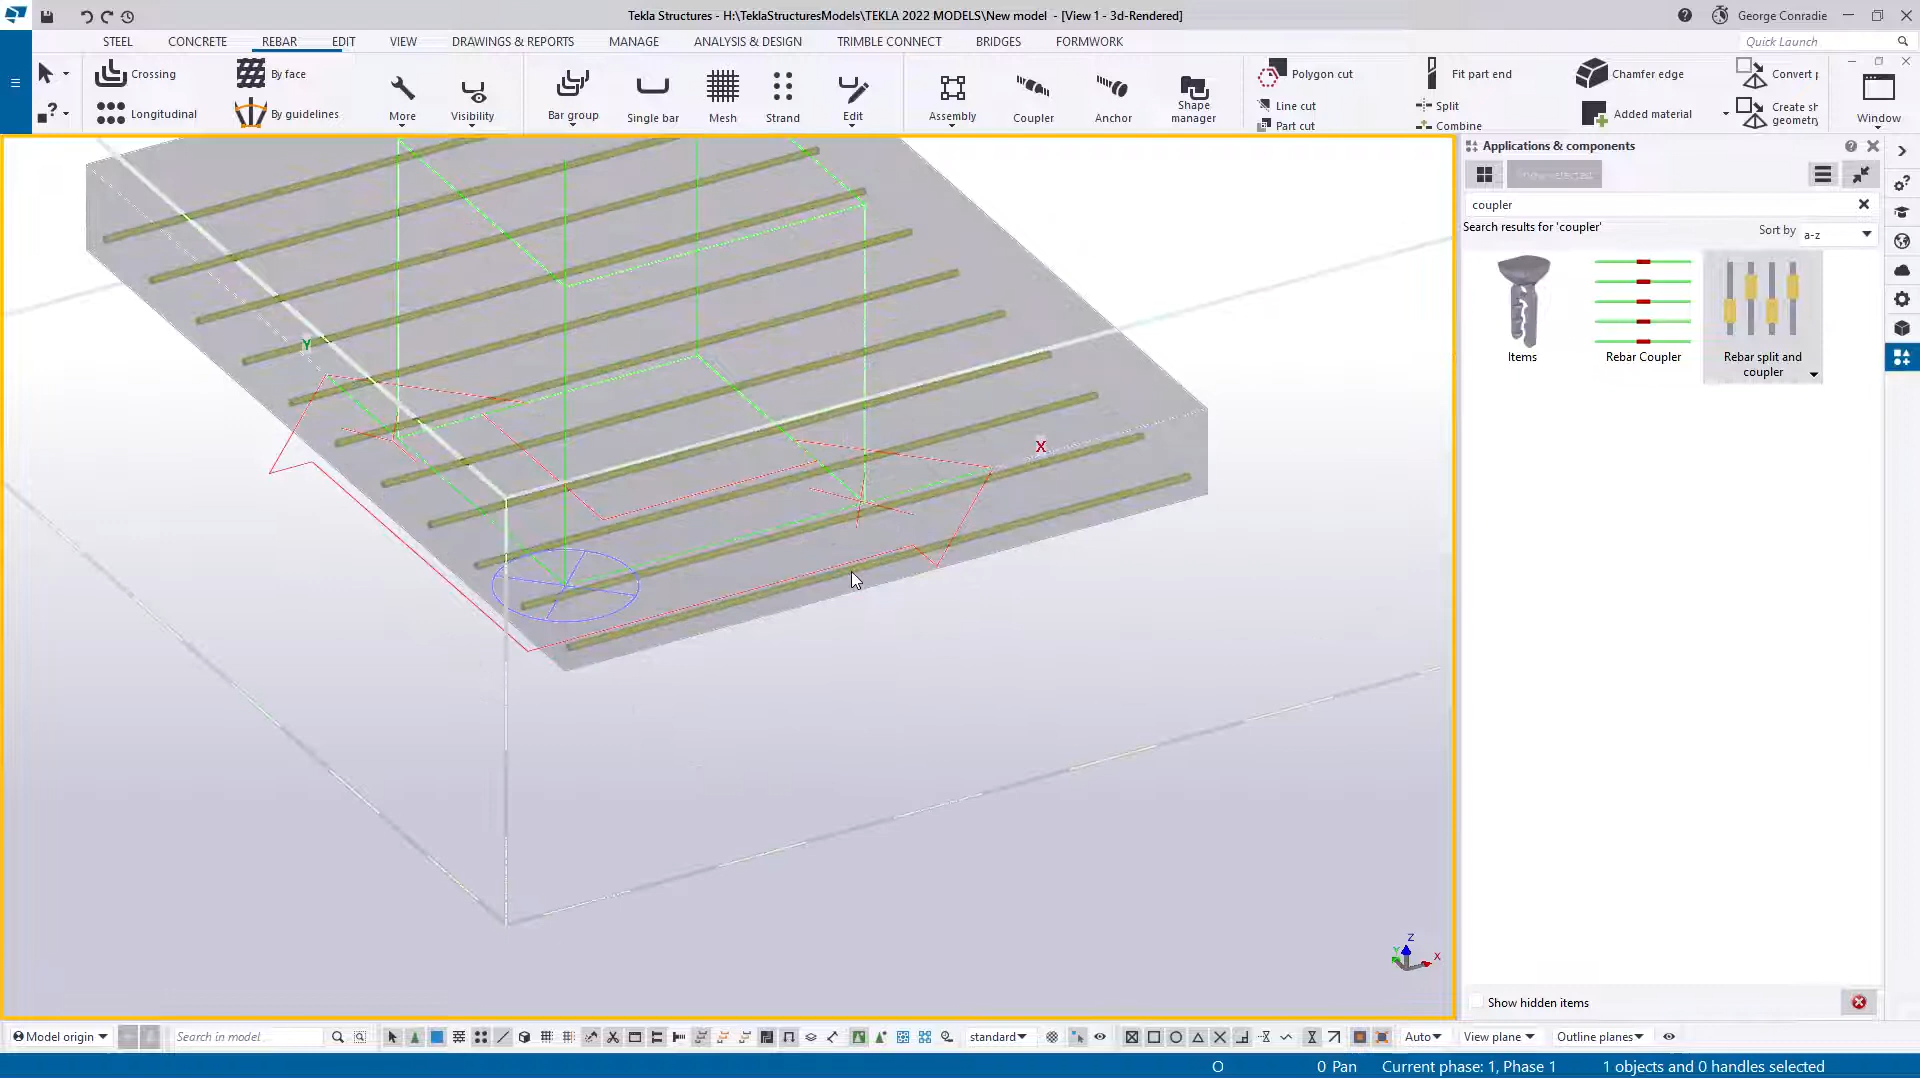 Tekla Structures - H:\TeklaStructuresModels\TEKLA 2022 MODELS\New model - [View 1 - 3d-Rendered]
George Conradie
STEEL CONCRETE REBAR EDIT VIEW DRAWINGS & REPORTS MANAGE ANALYSIS & DESIGN TRIMBLE CONNECT BRIDGES FORMWORK
Quick Launch
Crossing
Longitudinal
By face
By guidelines
More
Visibility
Bar group
Single bar
Mesh
Strand
Edit
Assembly
Coupler
Anchor
Shape
manager
Polygon cut
Line cut
Part cut
Fit part end
Split
Combine
Chamfer edge
Added material
Convert p
Create sh
geometry
Window
Applications & components
coupler
Search results for 'coupler'
Sort by
a-z
Items
Rebar Coupler
Rebar split and
coupler
Y
X
Z
Y
X
Show hidden items
Model origin
Search in model...
standard
Auto
View plane
Outline planes
O
0 Pan
Current phase: 1, Phase 1
1 objects and 0 handles selected